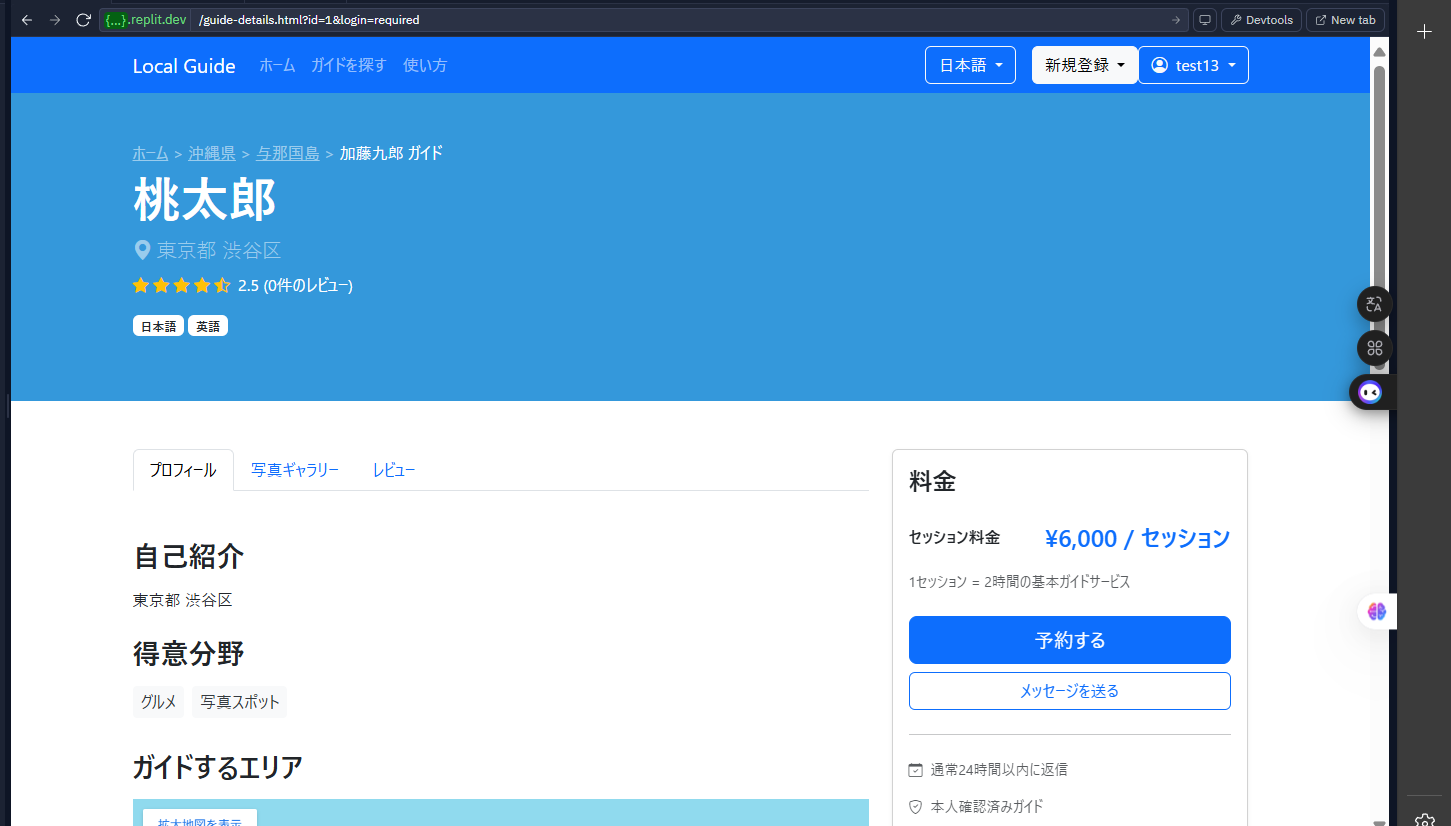 {...}.replit.dev /guide-details.html?id=1&login=required Devtools New tab
Local Guide ホーム ガイドを探す 使い方 日本語 新規登録 test13
ホーム > 沖縄県 > 与那国島 > 加藤九郎 ガイド
桃太郎
東京都 渋谷区
2.5 (0件のレビュー)
日本語 英語
プロフィール 写真ギャラリー レビュー
自己紹介
東京都 渋谷区
得意分野
グルメ 写真スポット
ガイドするエリア
拡大地図を表示
料金
セッション料金 ¥6,000 / セッション
1セッション = 2時間の基本ガイドサービス
予約する
メッセージを送る
通常24時間以内に返信
本人確認済みガイド